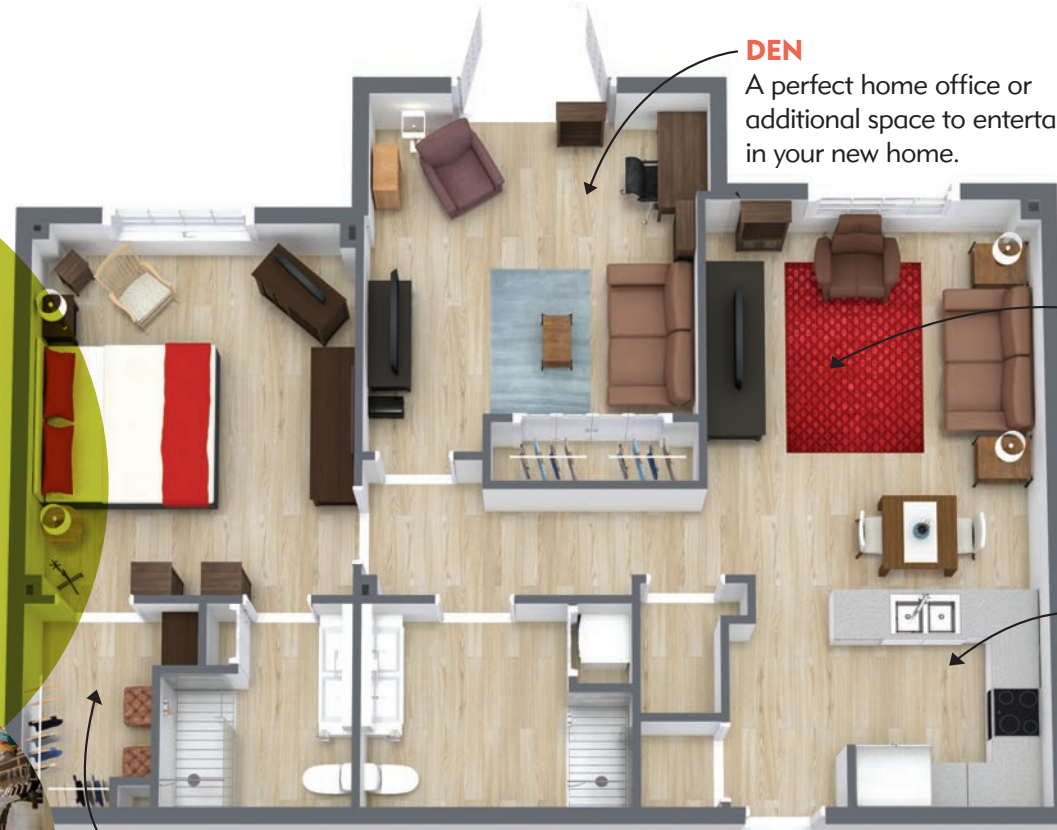 DEN
A perfect home office or
additional space to enterta
in your new home.